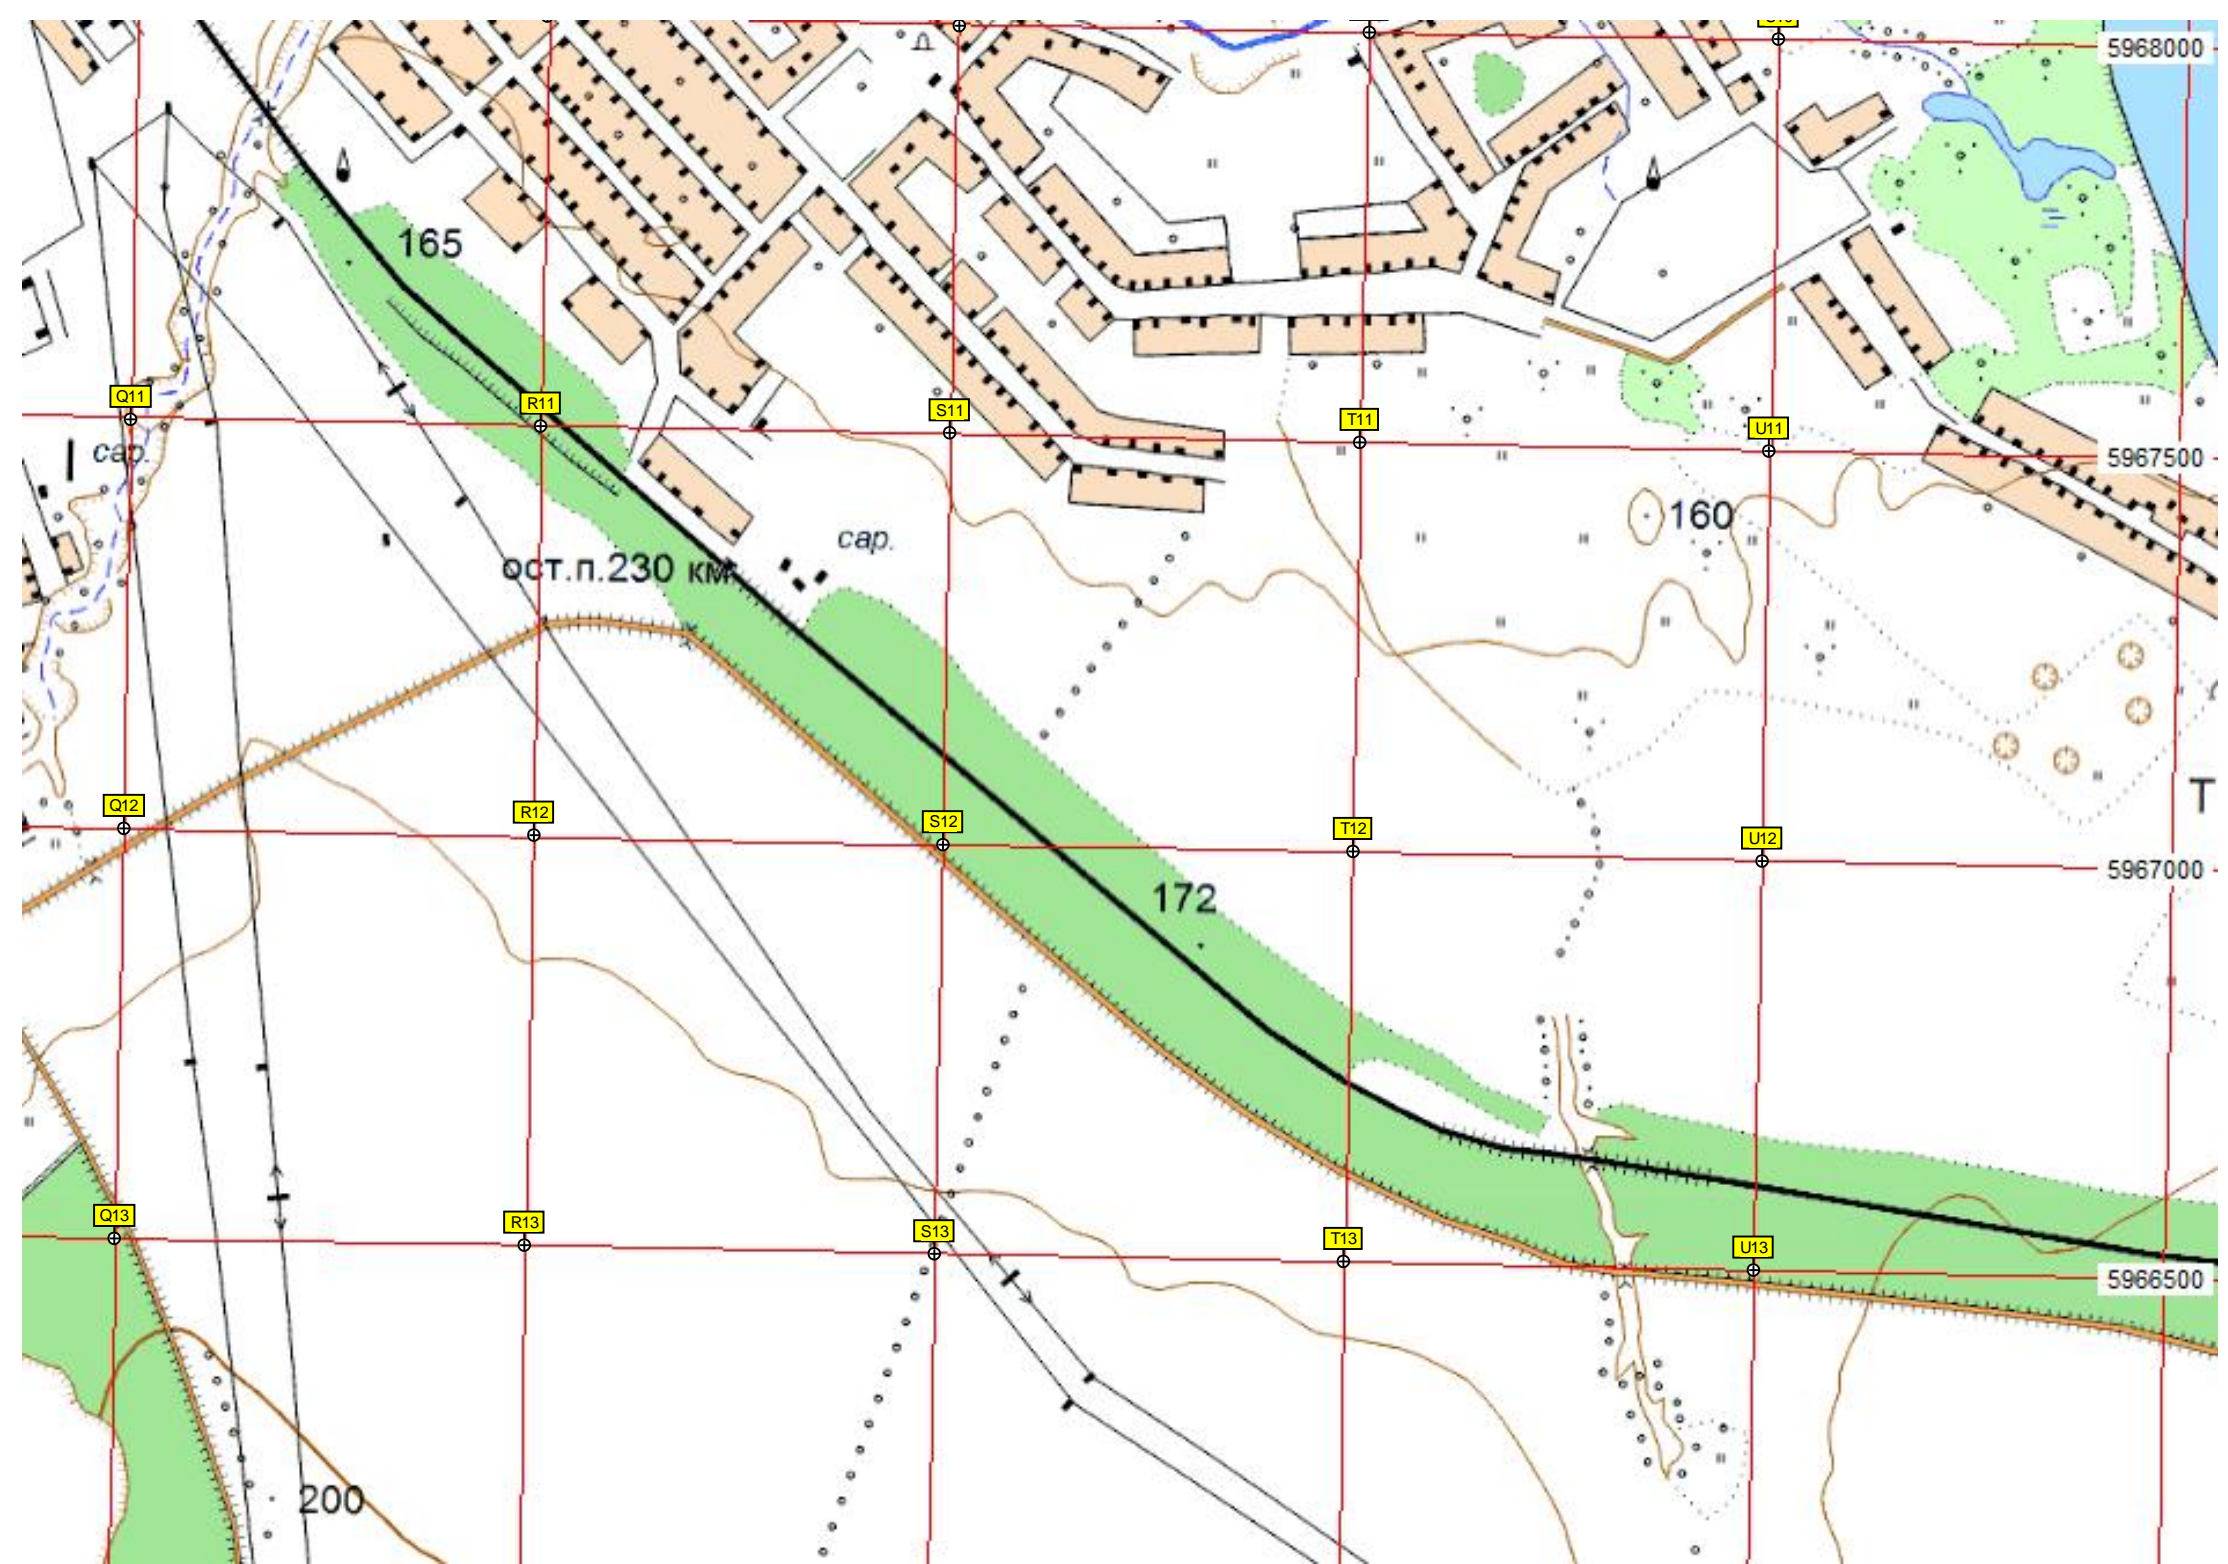 5968000
165
Q11
R11
S11
T11
U11
5967500
сар.
160
сар.
ост.п.230 км.
Q12
R12
S12
T12
U12
Т
5967000
172
Q13
R13
S13
T13
U13
5966500
200